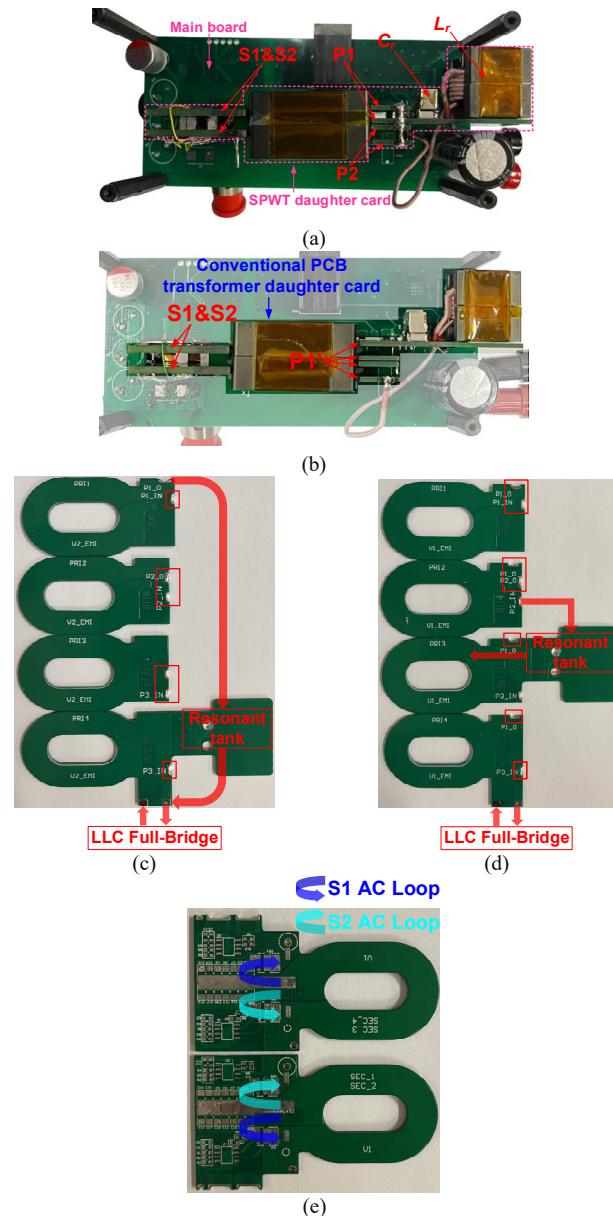 Main board
S1&S2
P1
Cr
Lr
P2
SPWT daughter card
(a)
Conventional PCB
transformer daughter card
S1&S2
P1'
(b)
PRI1
P1_O
P1_IN
V2_EMI
PRI2
P2_O
P2_IN
V2_EMI
PRI3
P3_IN
V2_EMI
PRI4
Resonant
tank
P3_IN
V2_EMI
LLC Full-Bridge
(c)
PRI1
P1_O
P1_IN
V1_EMI
PRI2
P1_O
P2_O
P2_IN
V1_EMI
PRI3
P1_O
Resonant
tank
P3_IN
V1_EMI
PRI4
P1_O
P3_IN
V1_EMI
LLC Full-Bridge
(d)
S1 AC Loop
S2 AC Loop
V1
SEC_4
SEC_3
SEC_1
SEC_2
V1
(e)